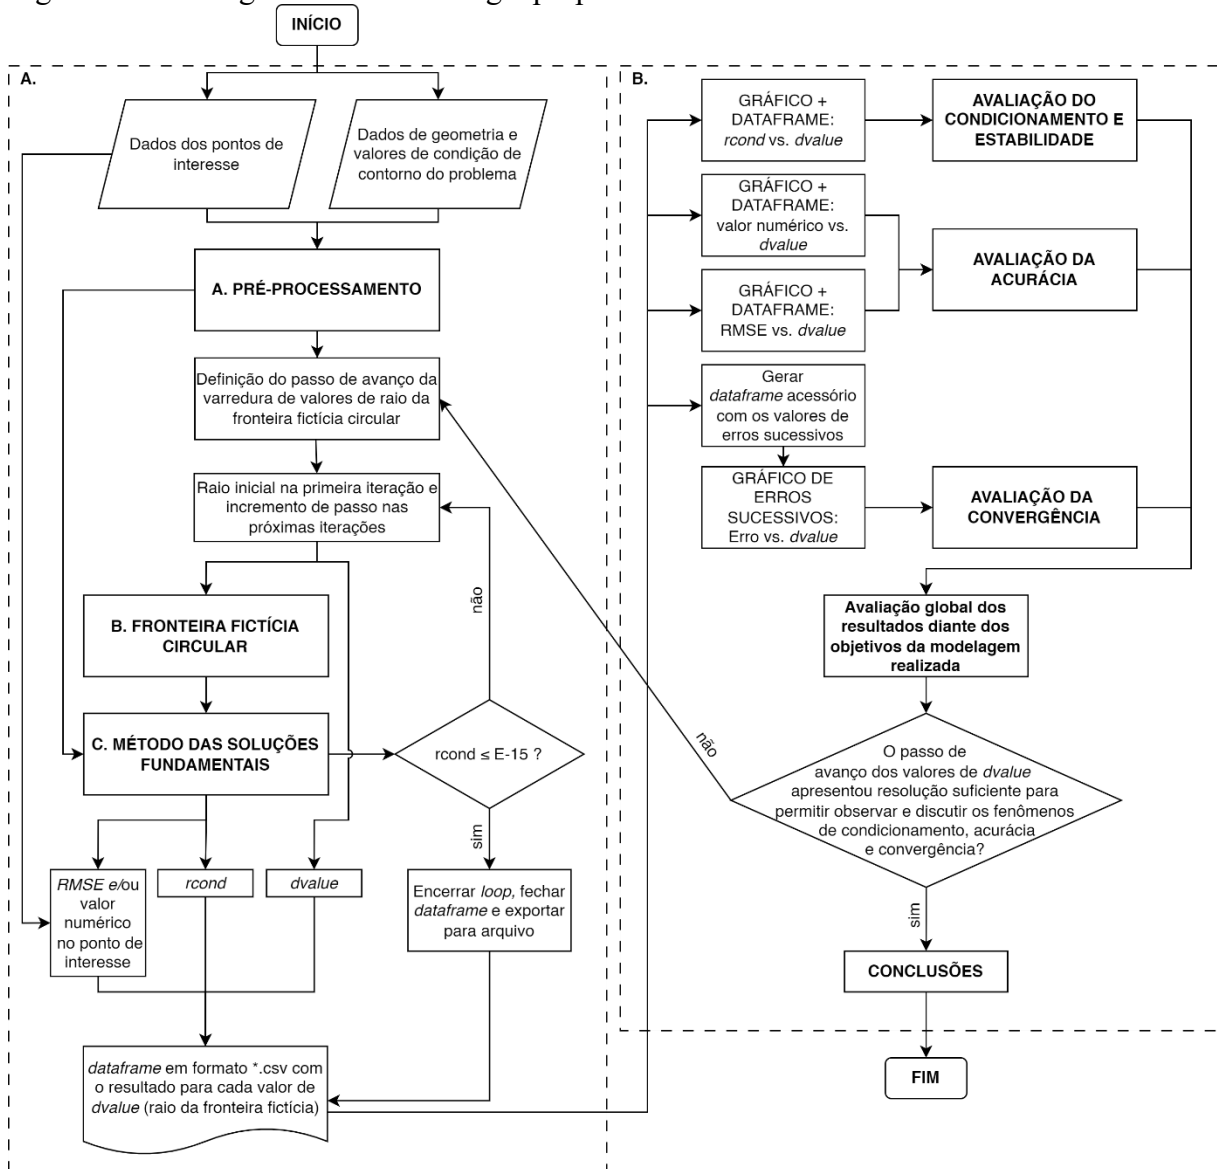 INÍCIO
A.
Dados dos pontos de
interesse
Dados de geometria e
valores de condição de
contorno do problema
A. PRÉ-PROCESSAMENTO
Definição do passo de avanço da
varredura de valores de raio da
fronteira fictícia circular
Raio inicial na primeira iteração e
incremento de passo nas
próximas iterações
não
B. FRONTEIRA FICTÍCIA
CIRCULAR
C. MÉTODO DAS SOLUÇÕES
FUNDAMENTAIS
rcond ≤ E-15 ?
sim
RMSE e/ou
valor
numérico
no ponto de
interesse
rcond
dvalue
Encerrar loop, fechar
dataframe e exportar
para arquivo
dataframe em formato *.csv com
o resultado para cada valor de
dvalue (raio da fronteira fictícia)
B.
GRÁFICO +
DATAFRAME:
rcond vs. dvalue
AVALIAÇÃO DO
CONDICIONAMENTO E
ESTABILIDADE
GRÁFICO +
DATAFRAME:
valor numérico vs.
dvalue
GRÁFICO +
DATAFRAME:
RMSE vs. dvalue
AVALIAÇÃO DA
ACURÁCIA
Gerar
dataframe acessório
com os valores de
erros sucessivos
GRÁFICO DE
ERROS
SUCESSIVOS:
Erro vs. dvalue
AVALIAÇÃO DA
CONVERGÊNCIA
Avaliação global dos
resultados diante dos
objetivos da modelagem
realizada
não
O passo de
avanço dos valores de dvalue
apresentou resolução suficiente para
permitir observar e discutir os fenômenos
de condicionamento, acurácia
e convergência?
sim
CONCLUSÕES
FIM